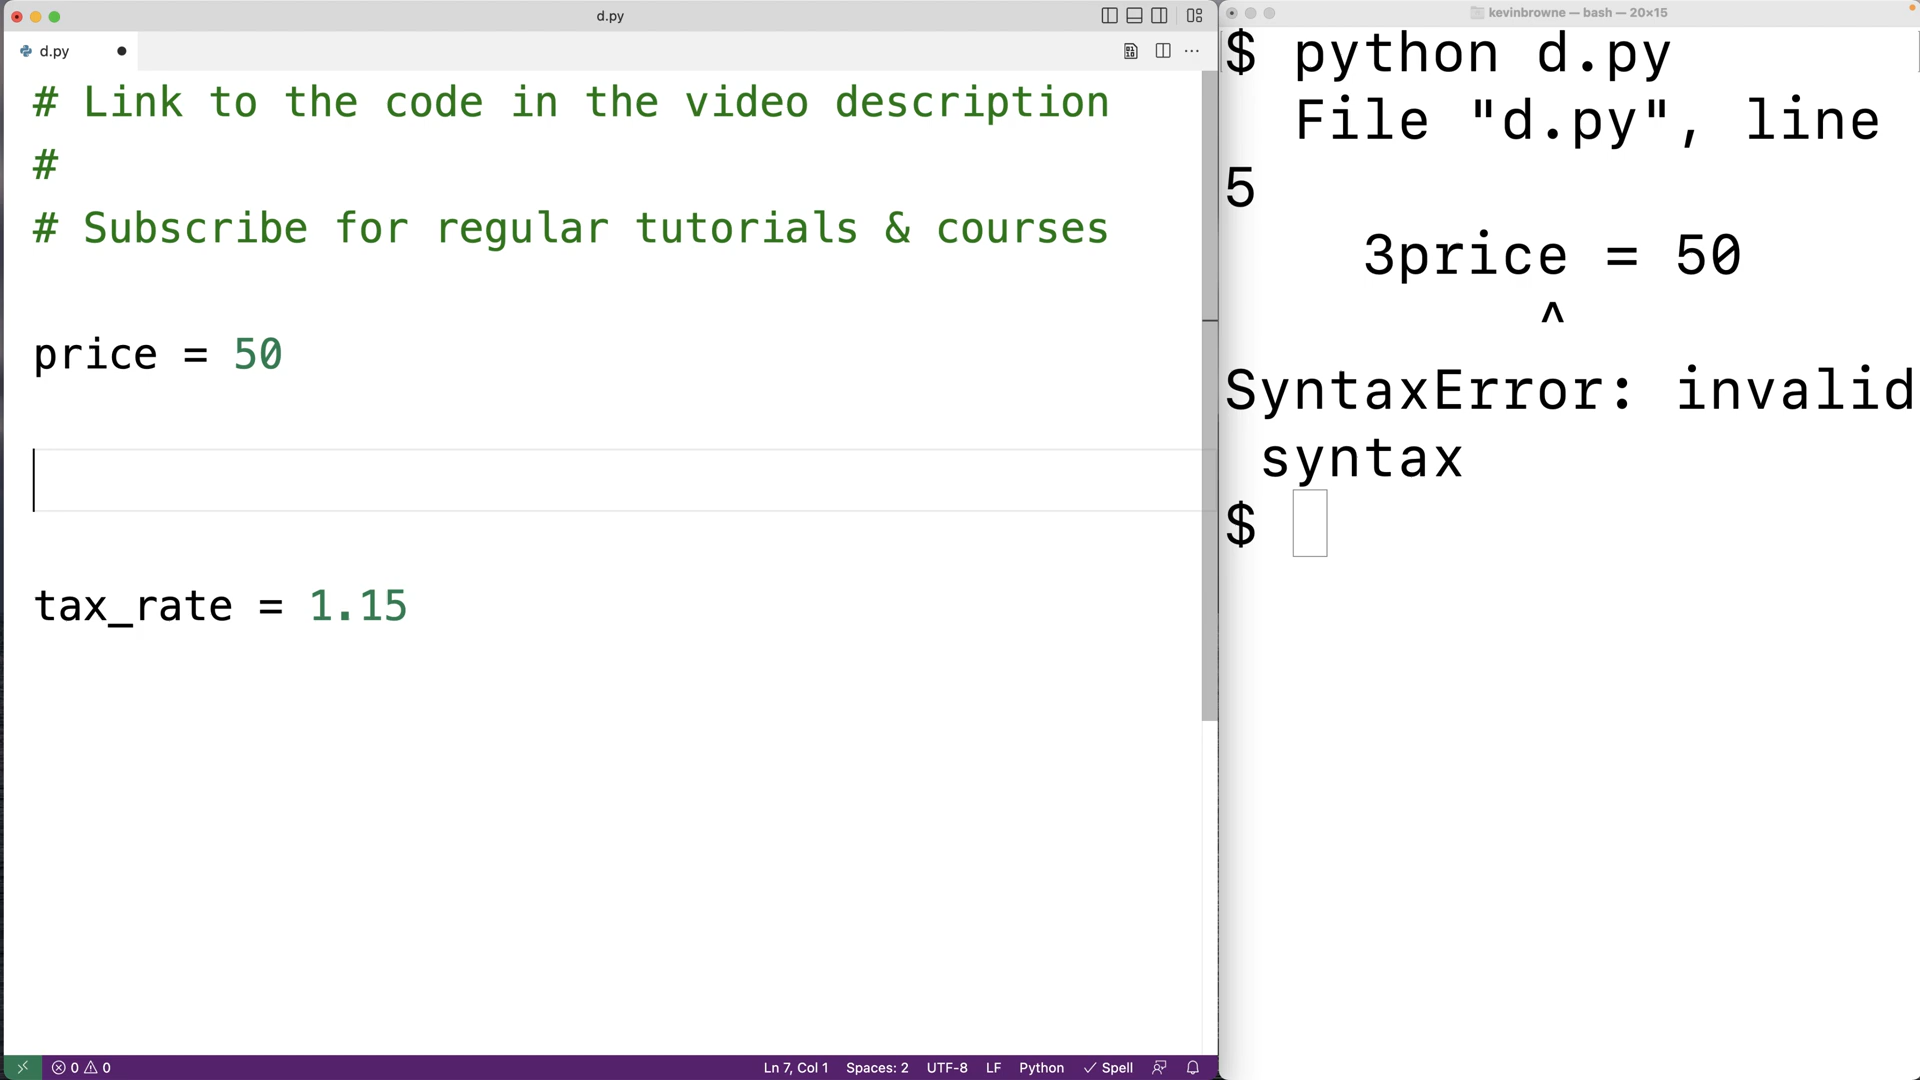 d.py
d.py
# Link to the code in the video description
#
# Subscribe for regular tutorials & courses
price = 50
tax_rate = 1.15
0 0
Ln 7, Col 1 Spaces: 2 UTF-8 LF Python Spell
kevinbrowne — bash — 20×15
$ python d.py
File "d.py", line
5
3price = 50
^
SyntaxError: invalid
syntax
$